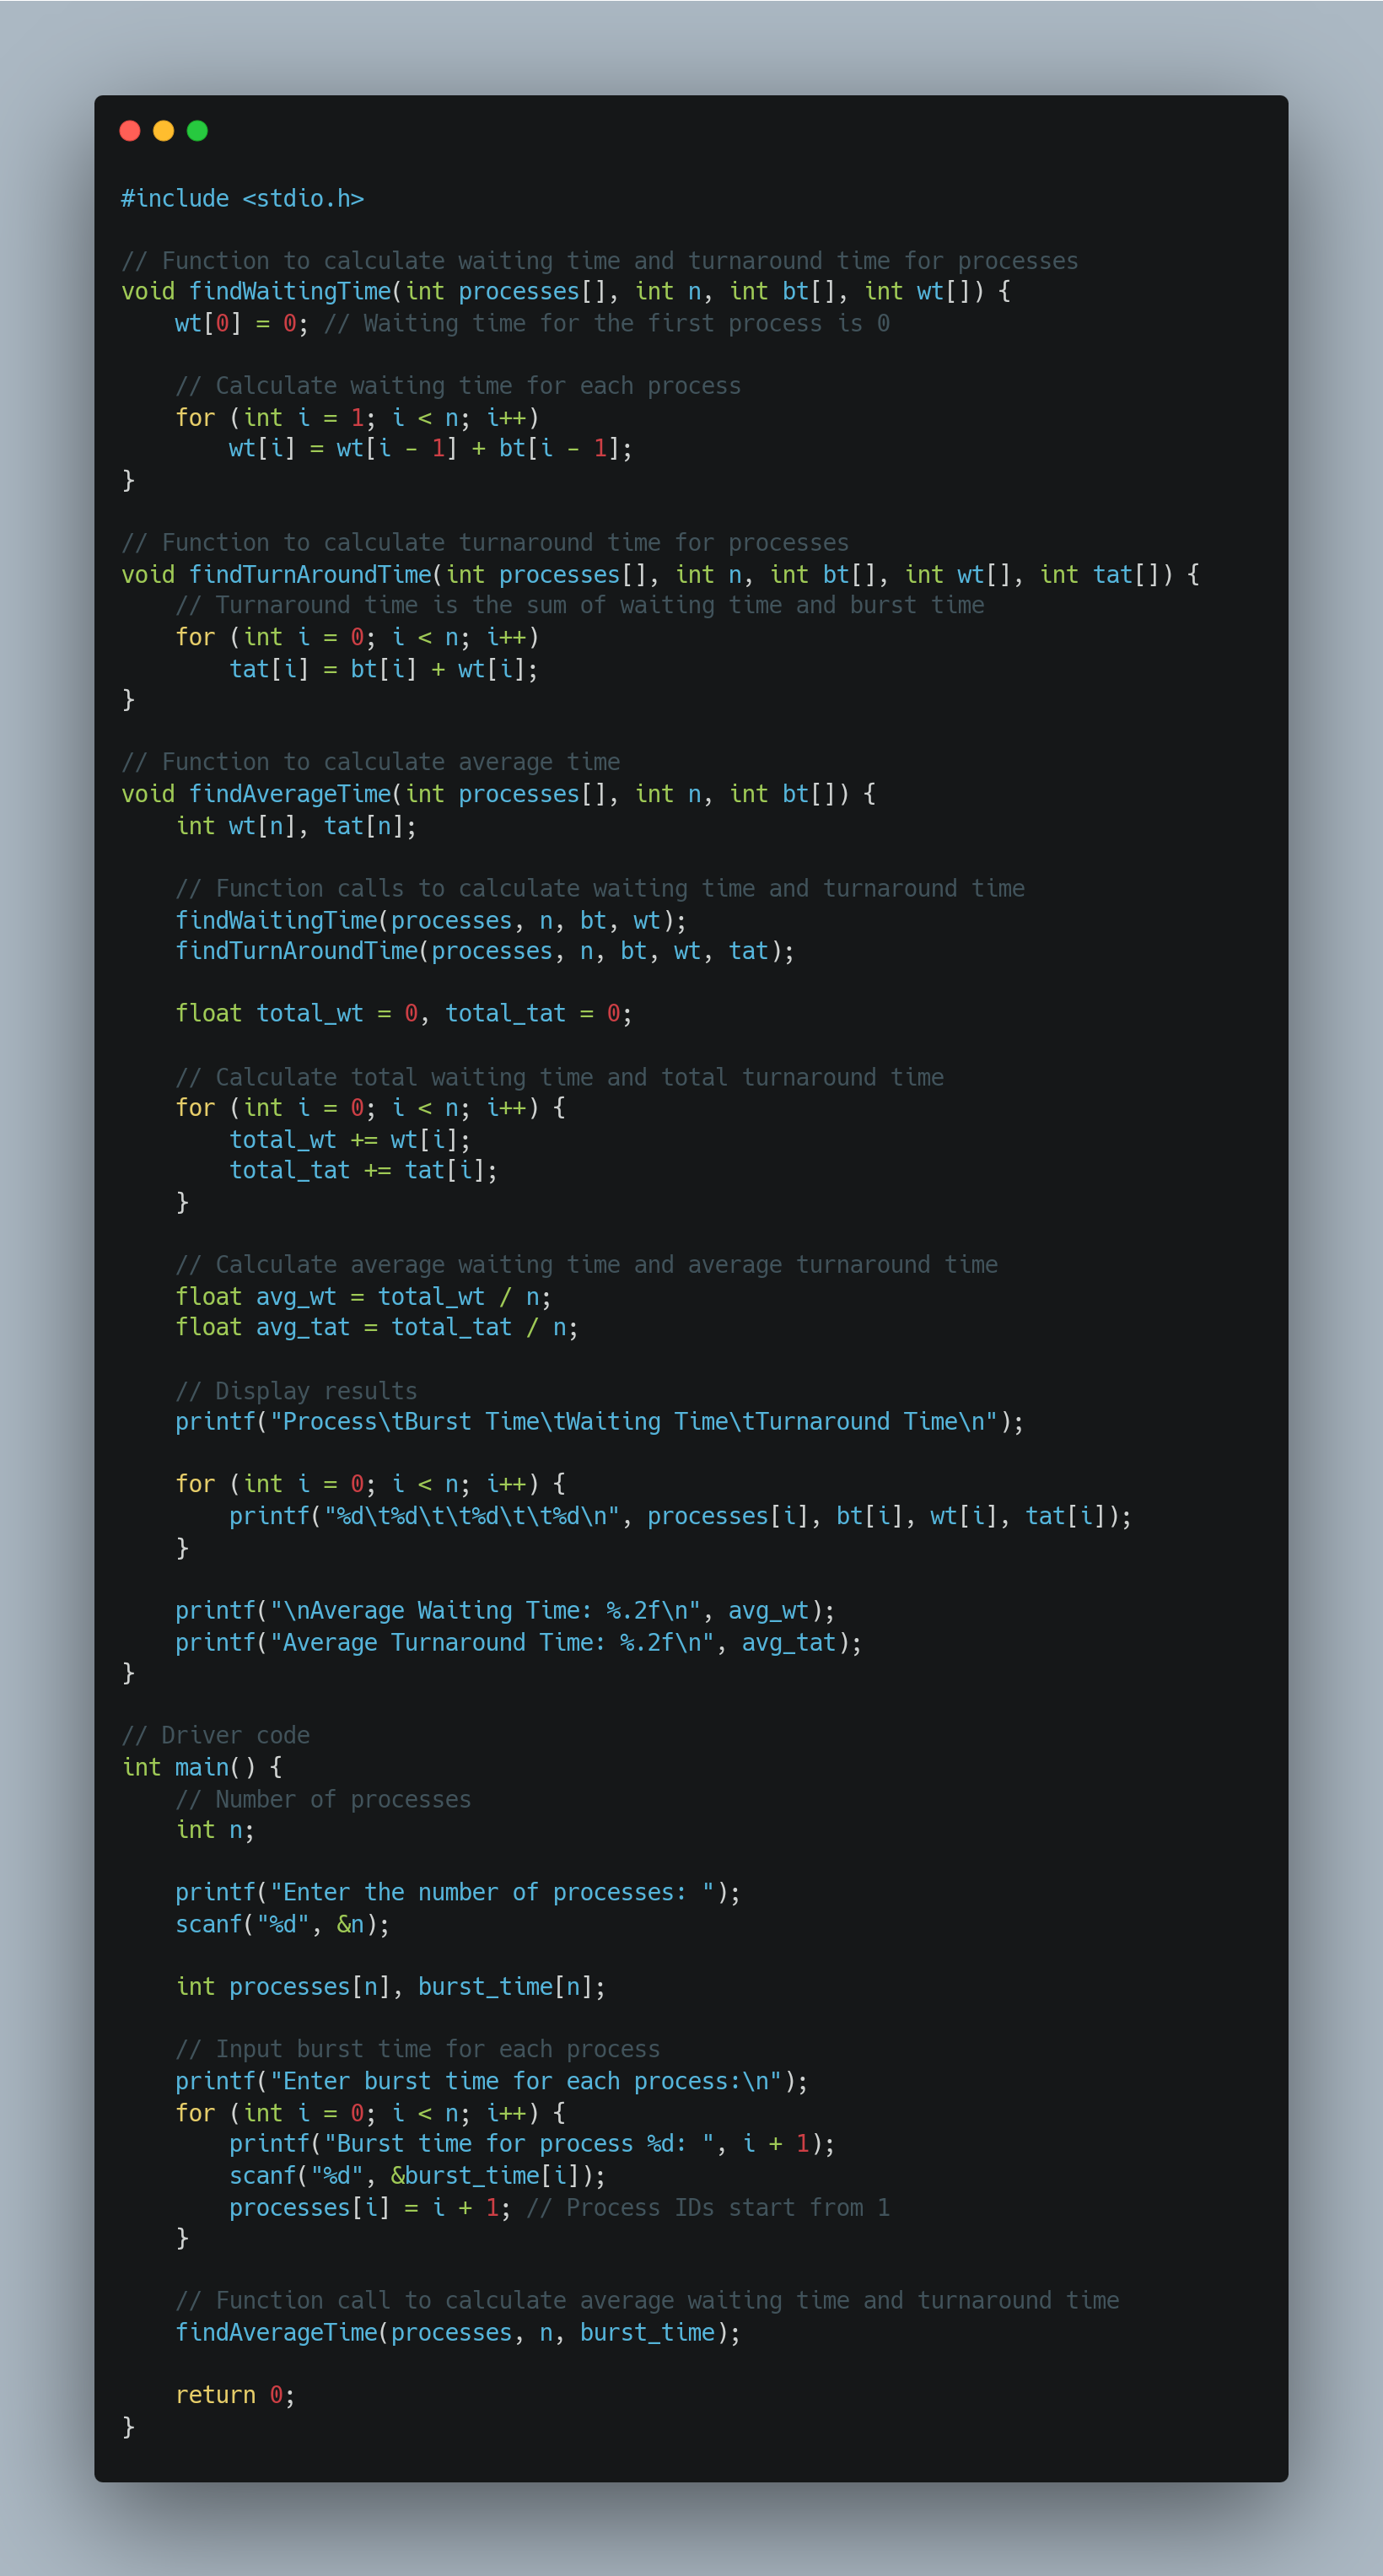 #include <stdio.h>

// Function to calculate waiting time and turnaround time for processes
void findWaitingTime(int processes[], int n, int bt[], int wt[]) {
    wt[0] = 0; // Waiting time for the first process is 0

    // Calculate waiting time for each process
    for (int i = 1; i < n; i++)
        wt[i] = wt[i - 1] + bt[i - 1];
}

// Function to calculate turnaround time for processes
void findTurnAroundTime(int processes[], int n, int bt[], int wt[], int tat[]) {
    // Turnaround time is the sum of waiting time and burst time
    for (int i = 0; i < n; i++)
        tat[i] = bt[i] + wt[i];
}

// Function to calculate average time
void findAverageTime(int processes[], int n, int bt[]) {
    int wt[n], tat[n];

    // Function calls to calculate waiting time and turnaround time
    findWaitingTime(processes, n, bt, wt);
    findTurnAroundTime(processes, n, bt, wt, tat);

    float total_wt = 0, total_tat = 0;

    // Calculate total waiting time and total turnaround time
    for (int i = 0; i < n; i++) {
        total_wt += wt[i];
        total_tat += tat[i];
    }

    // Calculate average waiting time and average turnaround time
    float avg_wt = total_wt / n;
    float avg_tat = total_tat / n;

    // Display results
    printf("Process\tBurst Time\tWaiting Time\tTurnaround Time\n");

    for (int i = 0; i < n; i++) {
        printf("%d\t%d\t\t%d\t\t%d\n", processes[i], bt[i], wt[i], tat[i]);
    }

    printf("\nAverage Waiting Time: %.2f\n", avg_wt);
    printf("Average Turnaround Time: %.2f\n", avg_tat);
}

// Driver code
int main() {
    // Number of processes
    int n;

    printf("Enter the number of processes: ");
    scanf("%d", &n);

    int processes[n], burst_time[n];

    // Input burst time for each process
    printf("Enter burst time for each process:\n");
    for (int i = 0; i < n; i++) {
        printf("Burst time for process %d: ", i + 1);
        scanf("%d", &burst_time[i]);
        processes[i] = i + 1; // Process IDs start from 1
    }

    // Function call to calculate average waiting time and turnaround time
    findAverageTime(processes, n, burst_time);

    return 0;
}